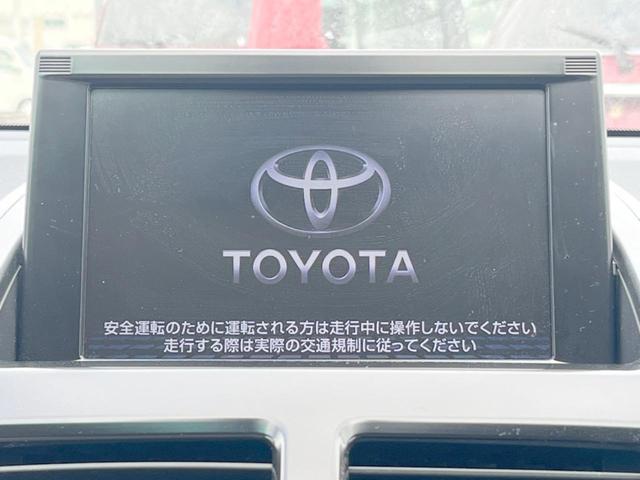 TOYOTA
安全運転のために運転される方は走行中に操作しないでください
走行する際は実際の交通規制に従ってください